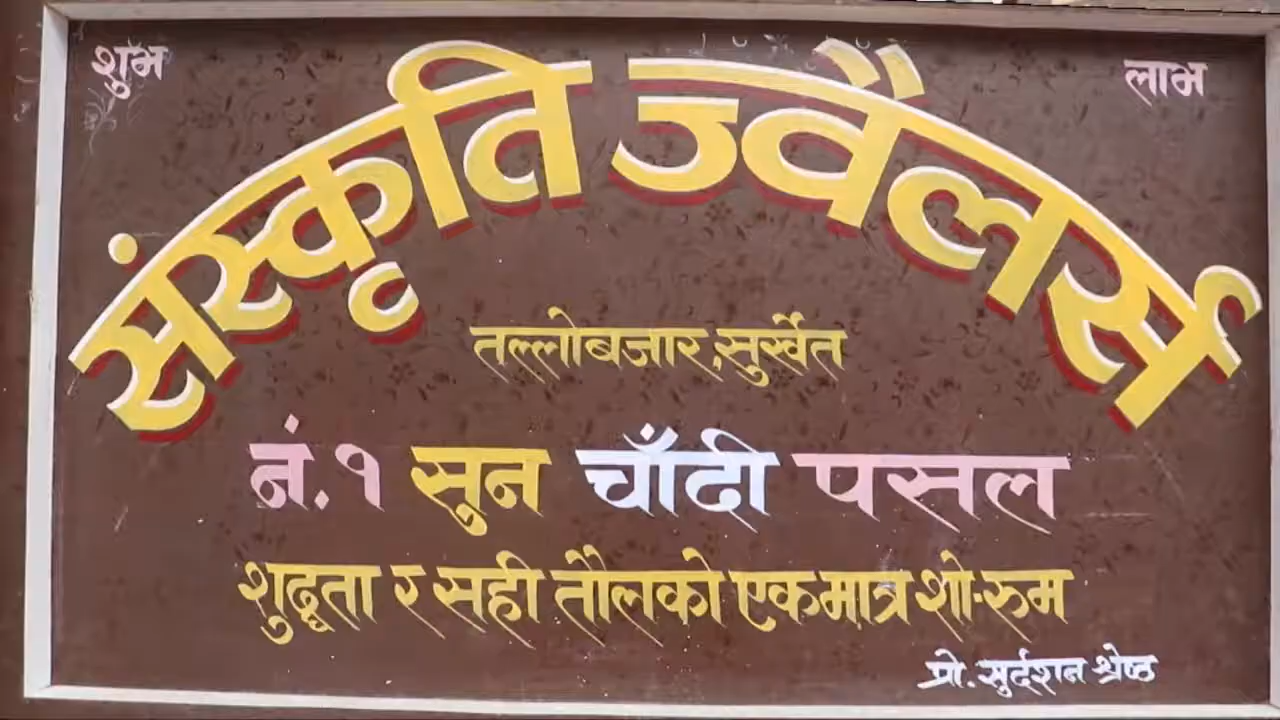 शुभ लाभ
संस्कृति ज्वैलर्स
तल्लोबजार, सुर्खेत
नं. १ सुन चाँदी पसल
शुद्धता र सही तौलको एकमात्र शो-रुम
प्रो. सुर्दशन श्रेष्ठ